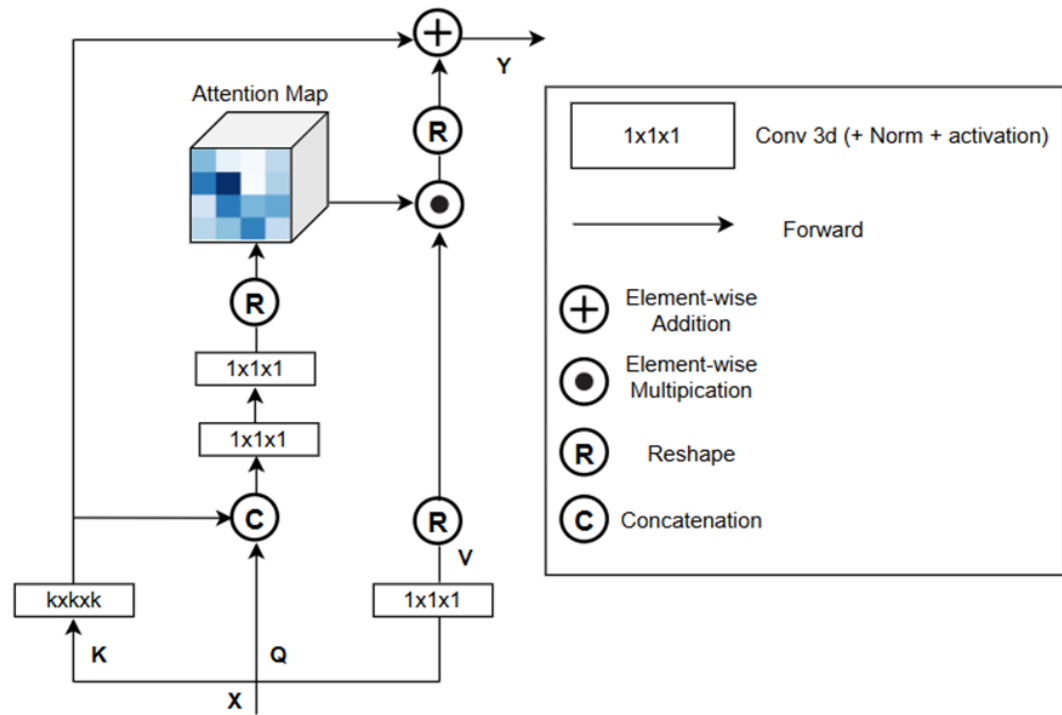 Y
Attention Map
R
1x1x1
Conv 3d (+ Norm + activation)
Forward
R
Element-wise
Addition
1x1x1
Element-wise
Multipication
1x1x1
R
Reshape
C
R
C
Concatenation
V
kxkxk
1x1x1
K
Q
X